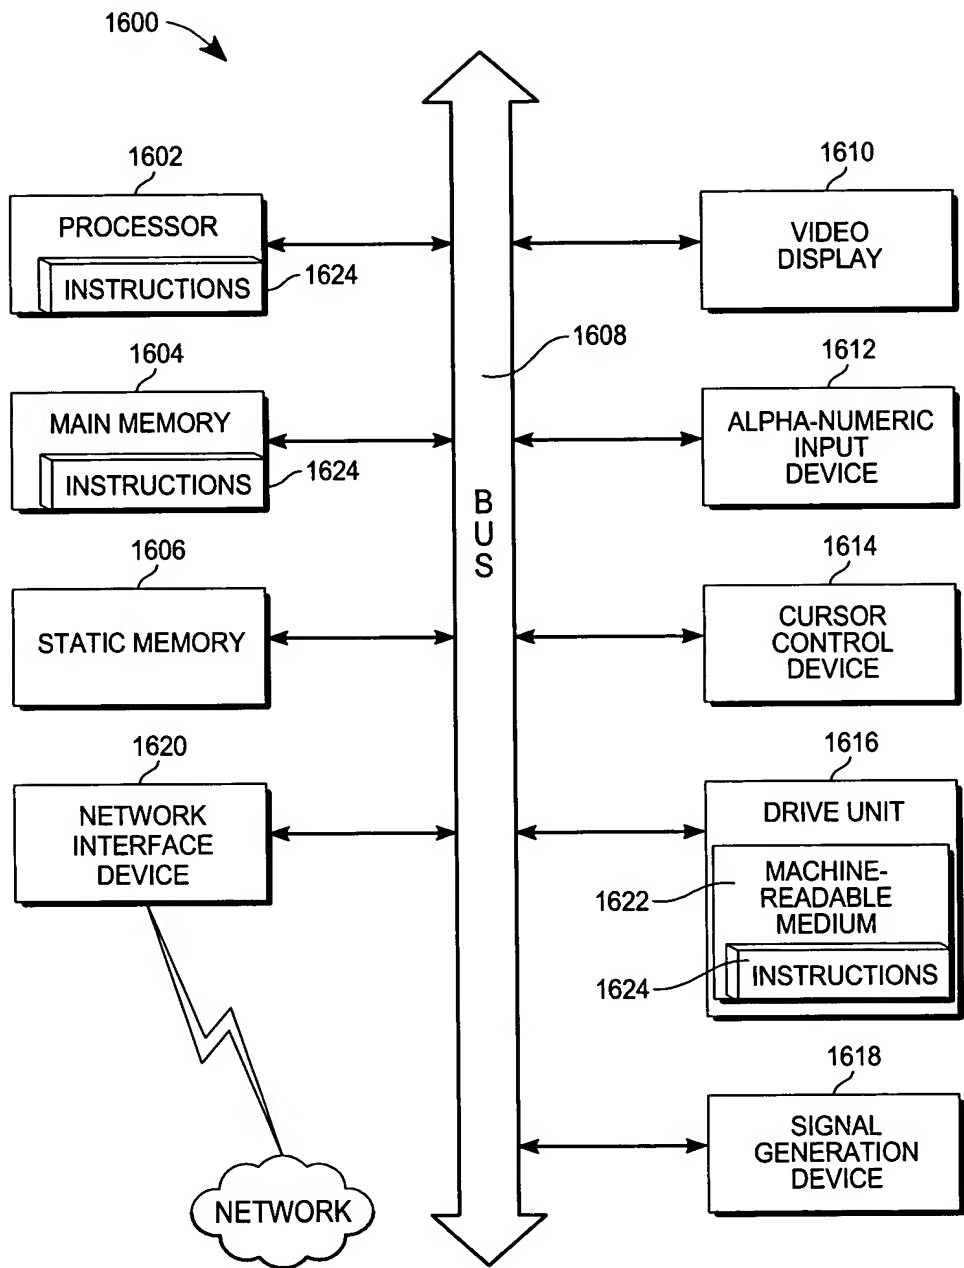 1600
1602
PROCESSOR
INSTRUCTIONS
1624
1604
MAIN MEMORY
INSTRUCTIONS
1624
1606
STATIC MEMORY
1620
NETWORK
INTERFACE
DEVICE
NETWORK
1608
BUS
1610
VIDEO
DISPLAY
1612
ALPHA-NUMERIC
INPUT
DEVICE
1614
CURSOR
CONTROL
DEVICE
1616
DRIVE UNIT
1622
MACHINE-
READABLE
MEDIUM
1624
INSTRUCTIONS
1618
SIGNAL
GENERATION
DEVICE